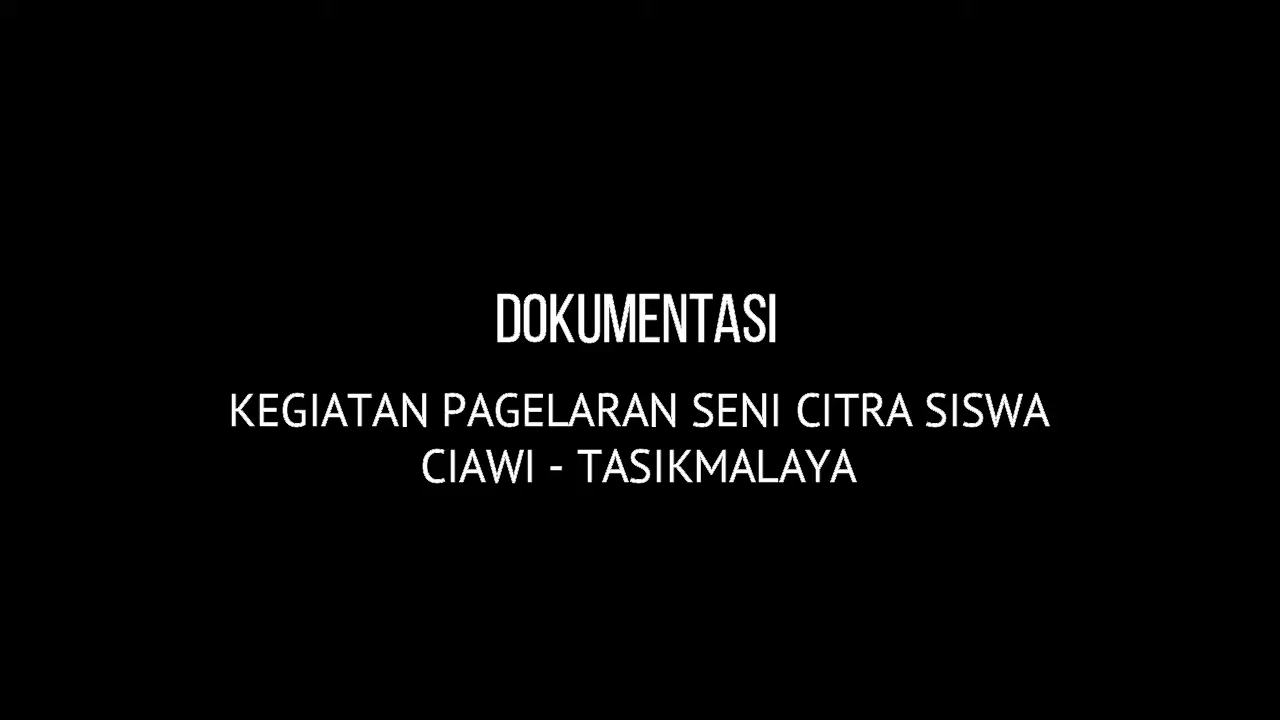 DOKUMENTASI
KEGIATAN PAGELARAN SENI CITRA SISWA
CIAWI - TASIKMALAYA